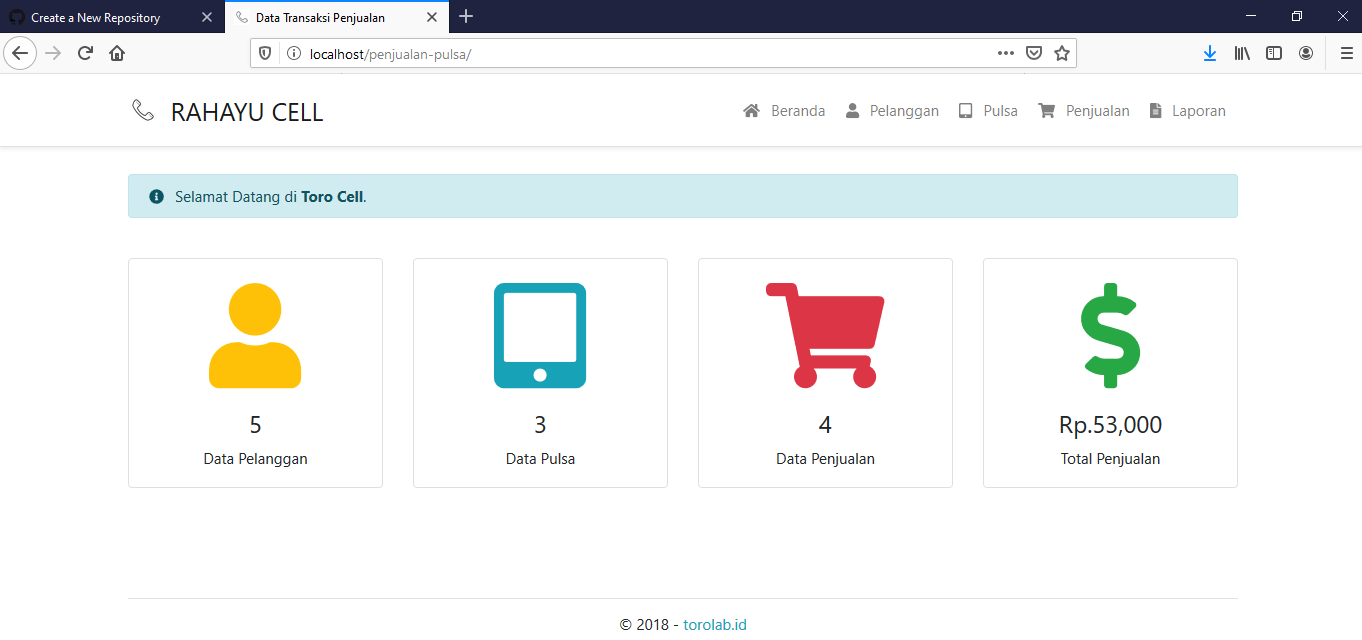 Create a New Repository
Data Transaksi Penjualan
localhost/penjualan-pulsa/
RAHAYU CELL
Beranda
Pelanggan
Pulsa
Penjualan
Laporan
Selamat Datang di Toro Cell.
5
Data Pelanggan
3
Data Pulsa
4
Data Penjualan
Rp.53,000
Total Penjualan
© 2018 - torolab.id